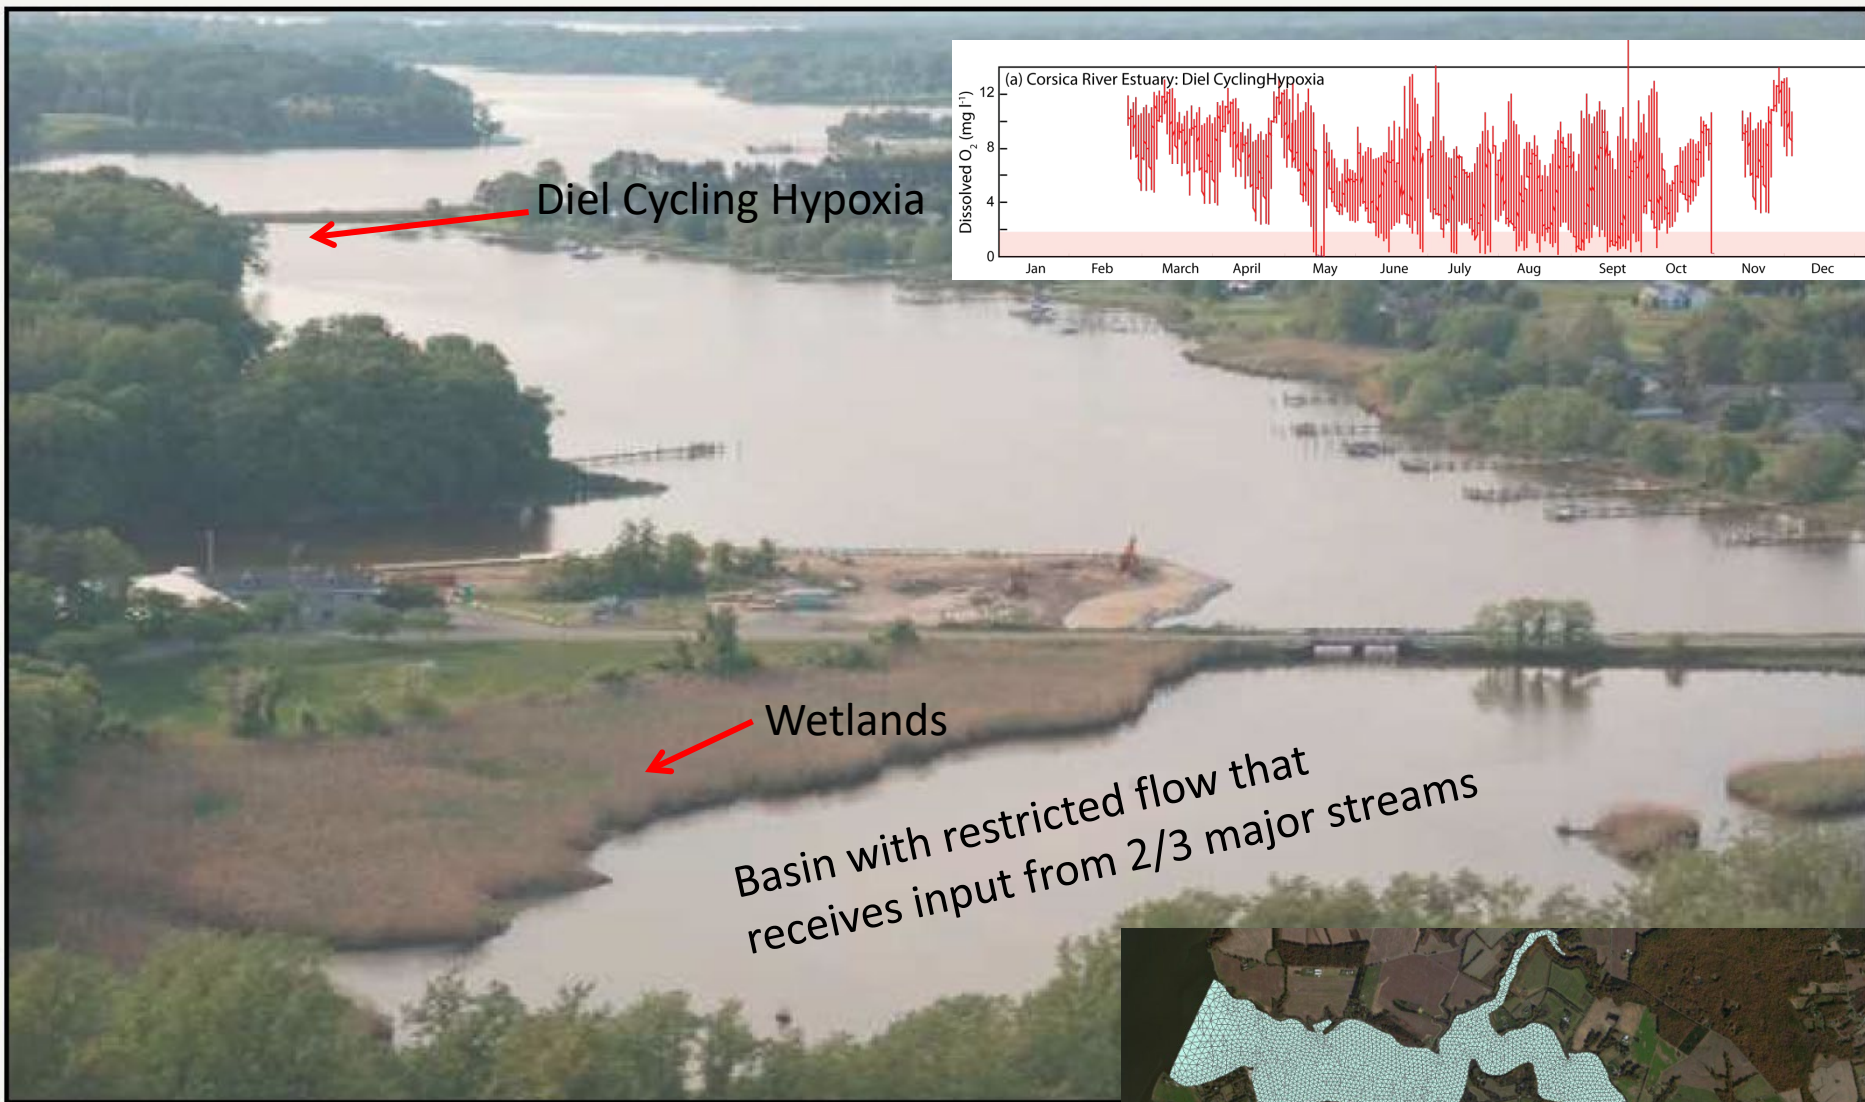 (a) Corsica River Estuary: Diel CyclingHypoxia
Dissolved O₂ (mg l⁻¹)
12
8
4
0
Jan Feb March April May June July Aug Sept Oct Nov Dec
Diel Cycling Hypoxia
Wetlands
Basin with restricted flow that
receives input from 2/3 major streams